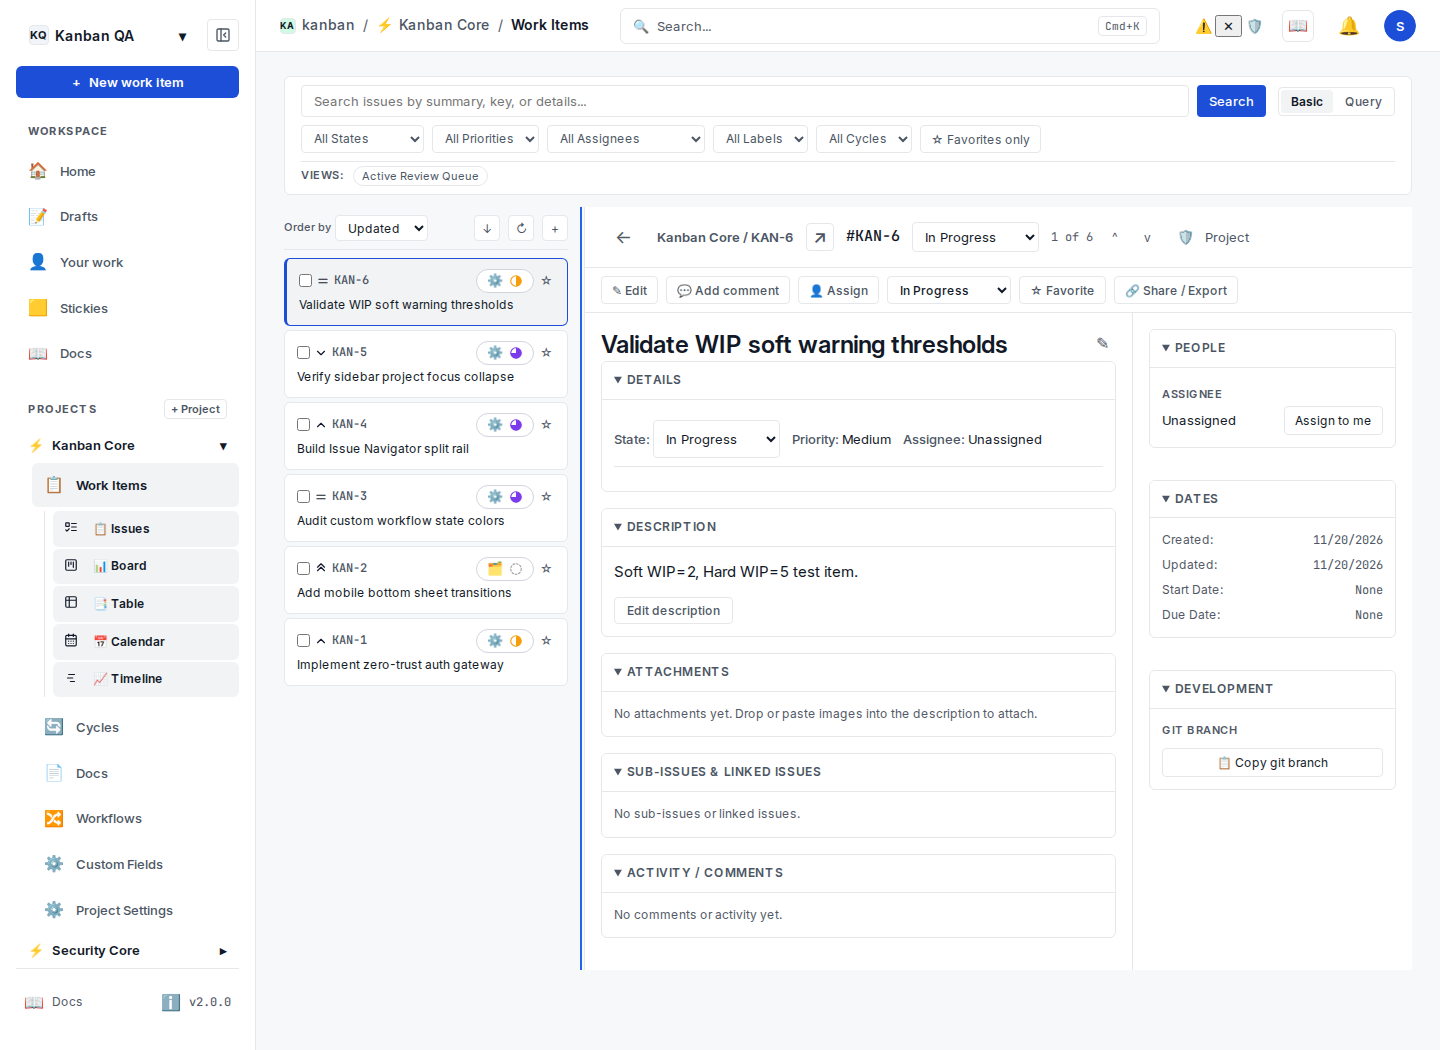 KQ Kanban QA ▾
+ New work item
WORKSPACE
Home
Drafts
Your work
Stickies
Docs
PROJECTS + Project
Kanban Core ▾
Work Items
Issues
Board
Table
Calendar
Timeline
Cycles
Docs
Workflows
Custom Fields
Project Settings
Security Core ▸
Docs v2.0.0
KA kanban / ⚡ Kanban Core / Work Items
Search... Cmd+K
✕
S
Search issues by summary, key, or details... Search Basic Query
All States All Priorities All Assignees All Labels All Cycles ☆ Favorites only
VIEWS: Active Review Queue
Order by Updated ↓ ↻ +
KAN-6
Validate WIP soft warning thresholds
KAN-5
Verify sidebar project focus collapse
KAN-4
Build Issue Navigator split rail
KAN-3
Audit custom workflow state colors
KAN-2
Add mobile bottom sheet transitions
KAN-1
Implement zero-trust auth gateway
← Kanban Core / KAN-6 #KAN-6 In Progress 1 of 6 ^ v Project
✎ Edit Add comment Assign In Progress ☆ Favorite Share / Export
Validate WIP soft warning thresholds ✎
▾ DETAILS
State: In Progress Priority: Medium Assignee: Unassigned
▾ DESCRIPTION
Soft WIP=2, Hard WIP=5 test item.
Edit description
▾ ATTACHMENTS
No attachments yet. Drop or paste images into the description to attach.
▾ SUB-ISSUES & LINKED ISSUES
No sub-issues or linked issues.
▾ ACTIVITY / COMMENTS
No comments or activity yet.
▾ PEOPLE
ASSIGNEE
Unassigned Assign to me
▾ DATES
Created: 11/20/2026
Updated: 11/20/2026
Start Date: None
Due Date: None
▾ DEVELOPMENT
GIT BRANCH
Copy git branch